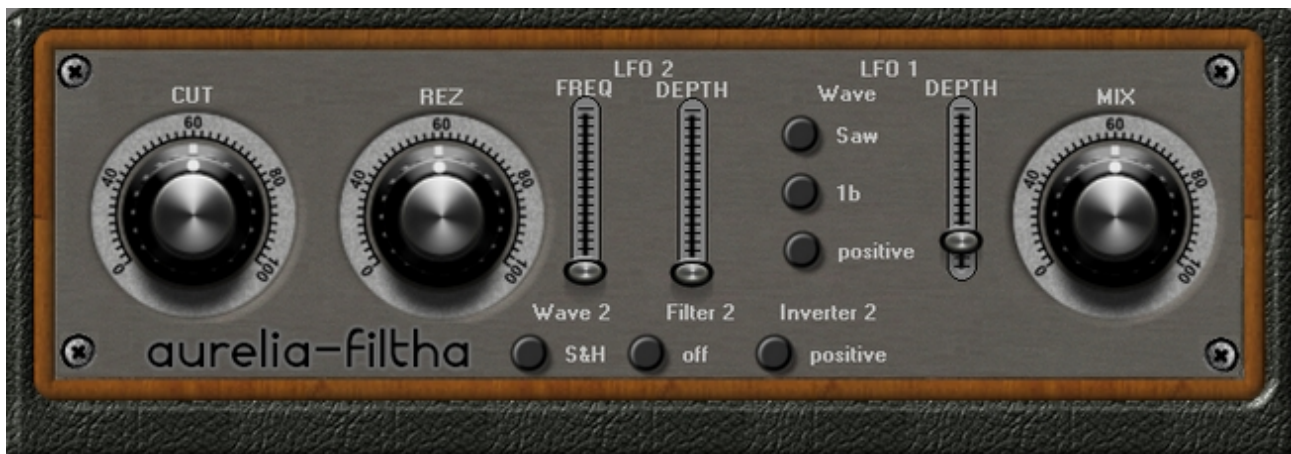 LFO 2
LFO 1
CUT
REZ
FREQ
DEPTH
Wave
DEPTH
MIX
0
40
60
80
100
0
40
60
80
100
0
40
60
80
100
Saw
1b
positive
Wave 2
Filter 2
Inverter 2
aurelia-filtha
S&H
off
positive